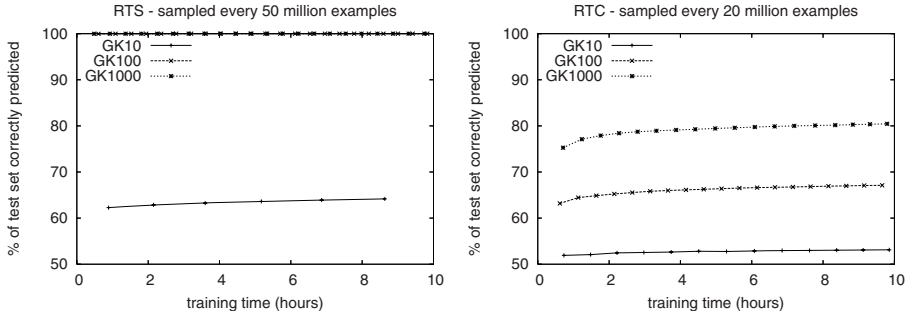 RTS - sampled every 50 million examples
% of test set correctly predicted
100
90
80
70
60
50
GK10
GK100
GK1000
0 2 4 6 8 10
training time (hours)
RTC - sampled every 20 million examples
% of test set correctly predicted
100
90
80
70
60
50
GK10
GK100
GK1000
0 2 4 6 8 10
training time (hours)